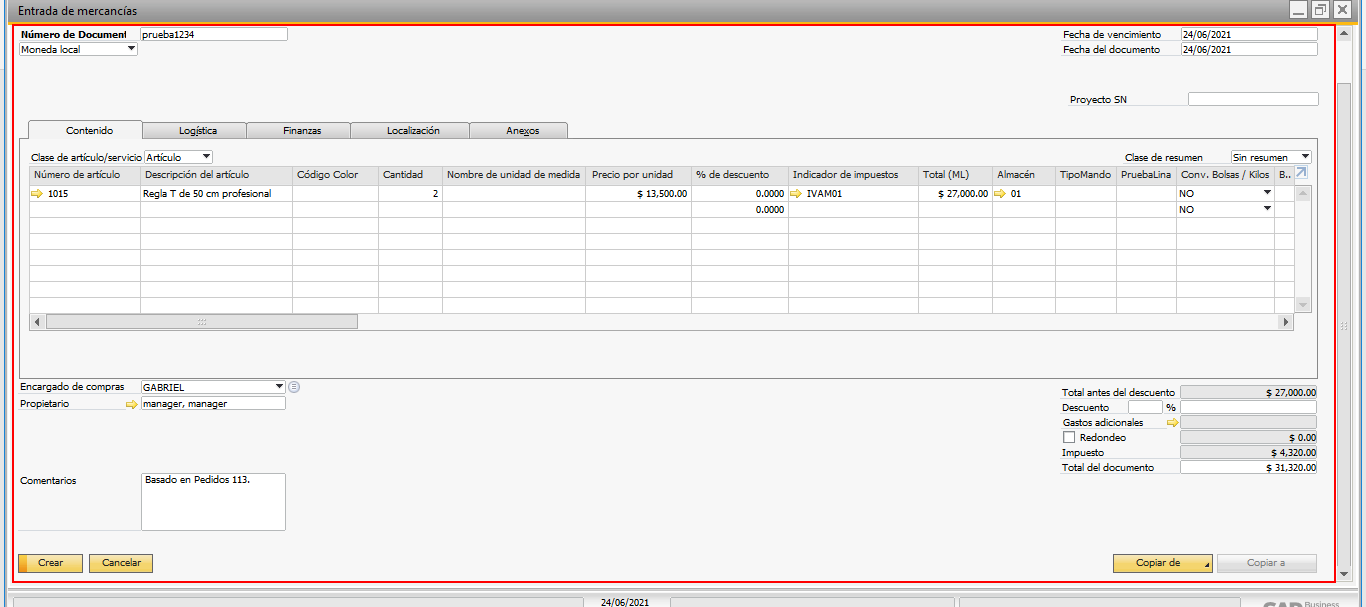 Entrada de mercancías
Número de Document prueba1234 Fecha de vencimiento 24/06/2021
Moneda local Fecha del documento 24/06/2021
Proyecto SN
Contenido Logística Finanzas Localización Anexos
Clase de artículo/servicio Artículo Clase de resumen Sin resumen
Número de artículo Descripción del artículo Código Color Cantidad Nombre de unidad de medida Precio por unidad % de descuento Indicador de impuestos Total (ML) Almacén TipoMando PruebaLina Conv. Bolsas / Kilos B..
1015 Regla T de 50 cm profesional 2 $ 13,500.00 0.0000 IVAM01 $ 27,000.00 01 NO
0.0000 NO
Encargado de compras GABRIEL Total antes del descuento $ 27,000.00
Propietario manager, manager Descuento %
Gastos adicionales
Redondeo $ 0.00
Impuesto $ 4,320.00
Comentarios Basado en Pedidos 113. Total del documento $ 31,320.00
Crear Cancelar Copiar de Copiar a
24/06/2021 Business